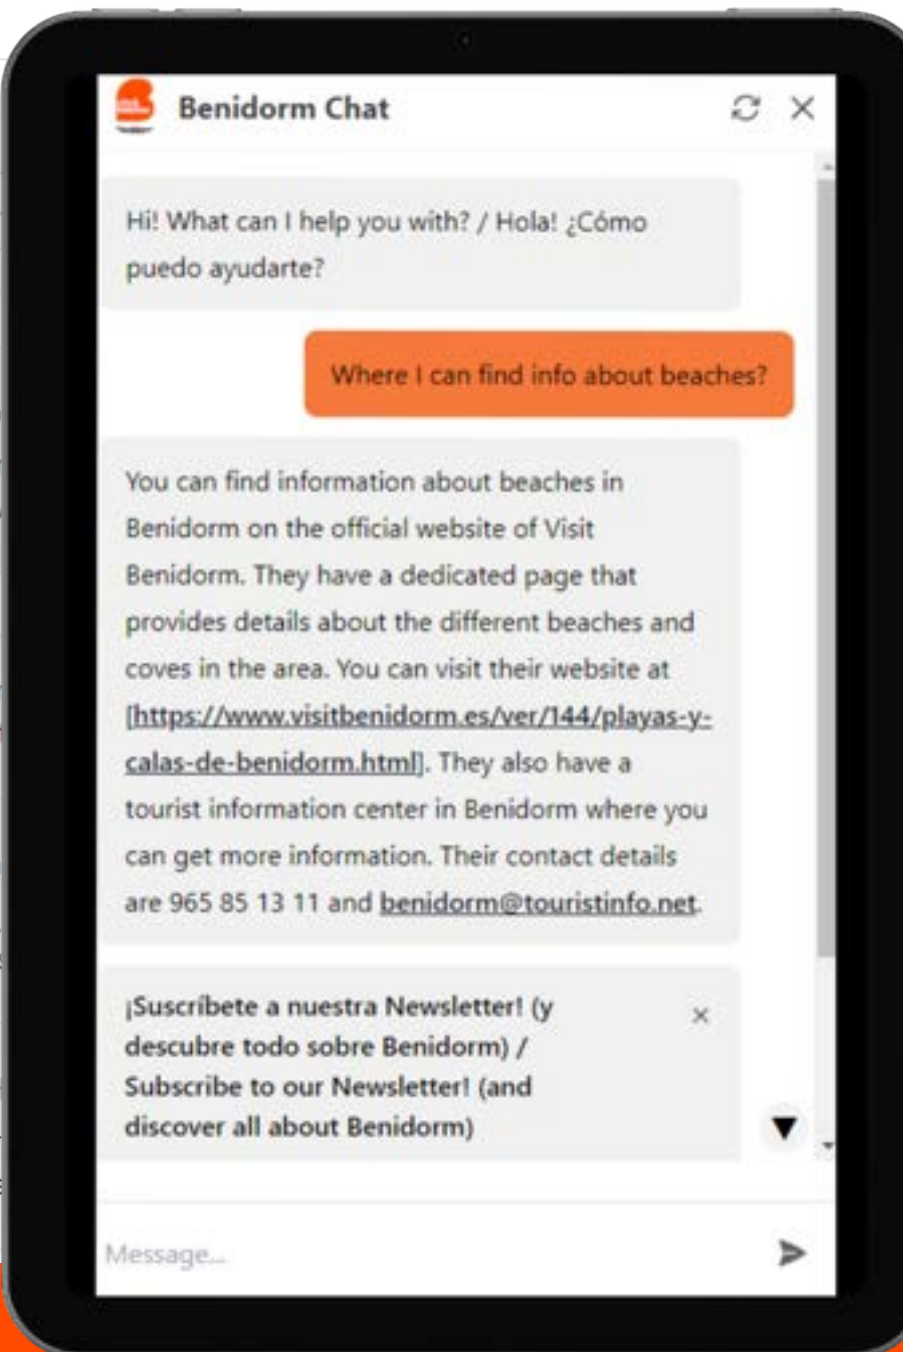 Benidorm Chat
Hi! What can I help you with? / Hola! ¿Cómo
puedo ayudarte?
Where I can find info about beaches?
You can find information about beaches in
Benidorm on the official website of Visit
Benidorm. They have a dedicated page that
provides details about the different beaches and
coves in the area. You can visit their website at
[https://www.visitbenidorm.es/ver/144/playas-y-
calas-de-benidorm.html]. They also have a
tourist information center in Benidorm where you
can get more information. Their contact details
are 965 85 13 11 and benidorm@touristinfo.net.
¡Suscríbete a nuestra Newsletter! (y
descubre todo sobre Benidorm) /
Subscribe to our Newsletter! (and
discover all about Benidorm)
Message...